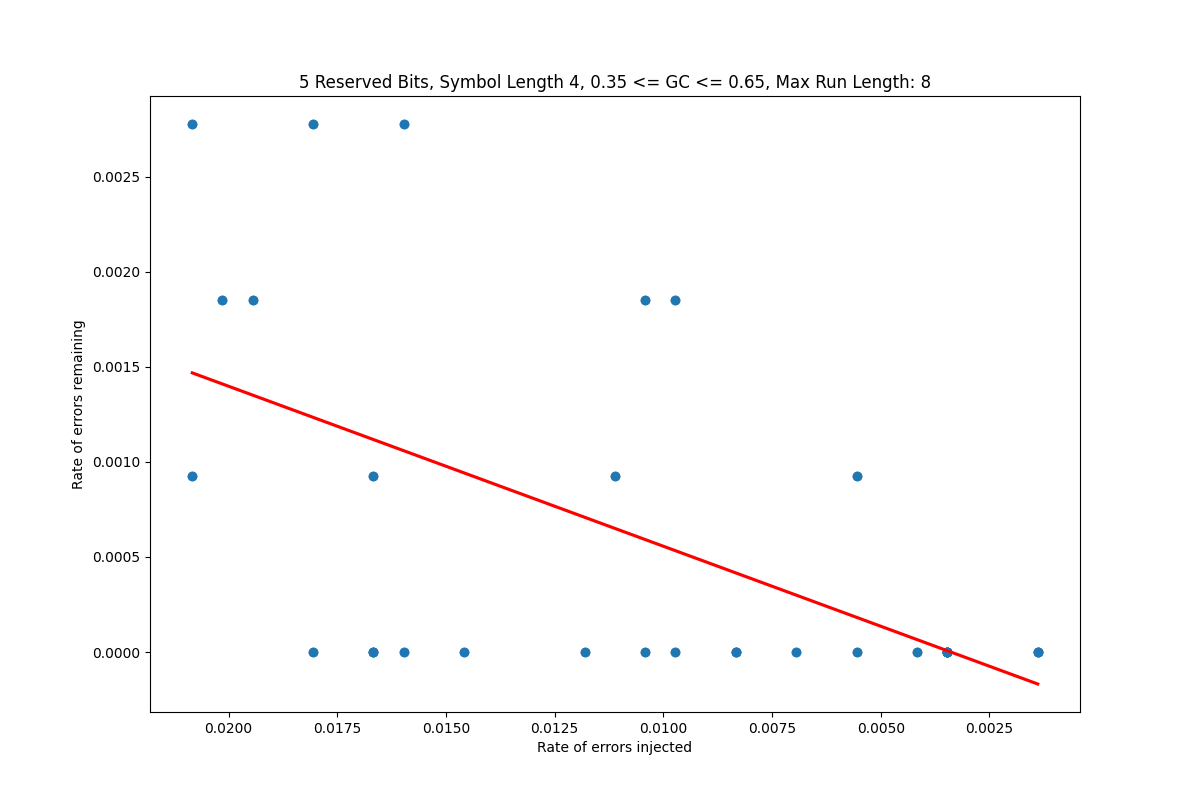 5 Reserved Bits, Symbol Length 4, 0.35 <= GC <= 0.65, Max Run Length: 8
0.0025
0.0020
0.0015
0.0010
0.0005
0.0000
Rate of errors remaining
0.0200 0.0175 0.0150 0.0125 0.0100 0.0075 0.0050 0.0025
Rate of errors injected